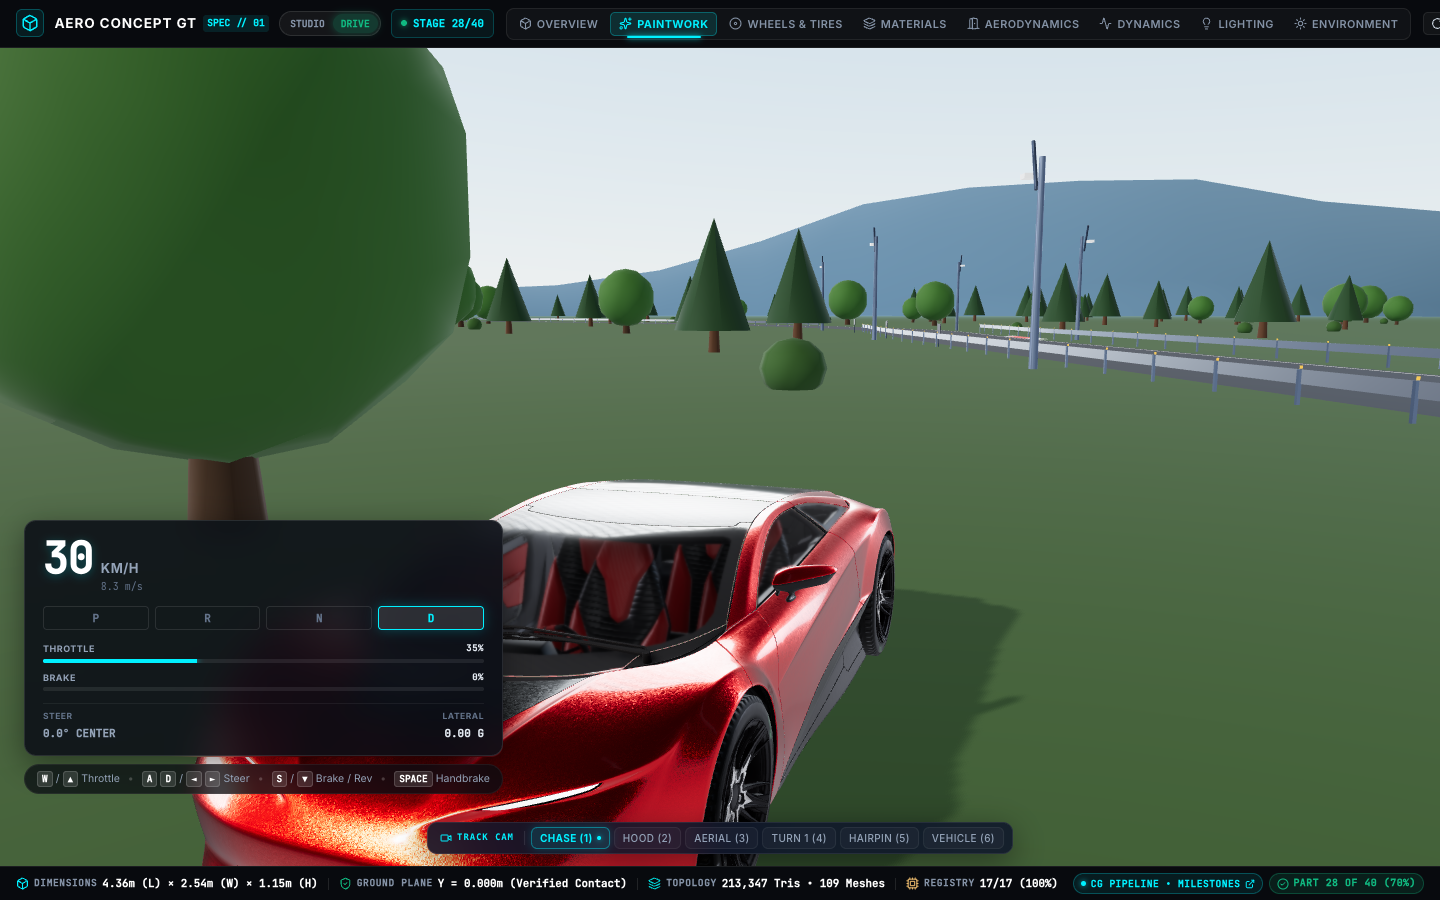 AERO CONCEPT GT SPEC // 01 STUDIO DRIVE STAGE 28/40 OVERVIEW PAINTWORK WHEELS & TIRES MATERIALS AERODYNAMICS DYNAMICS LIGHTING ENVIRONMENT
30 KM/H
8.3 m/s
P R N D
THROTTLE 35%
BRAKE 0%
STEER LATERAL
0.0° CENTER 0.00 G
W / ▲ Throttle • A D / ◄ ► Steer • S / ▼ Brake / Rev • SPACE Handbrake
TRACK CAM CHASE (1) HOOD (2) AERIAL (3) TURN 1 (4) HAIRPIN (5) VEHICLE (6)
DIMENSIONS 4.36m (L) × 2.54m (W) × 1.15m (H) GROUND PLANE Y = 0.000m (Verified Contact) TOPOLOGY 213,347 Tris • 109 Meshes REGISTRY 17/17 (100%) CG PIPELINE • MILESTONES PART 28 OF 40 (70%)